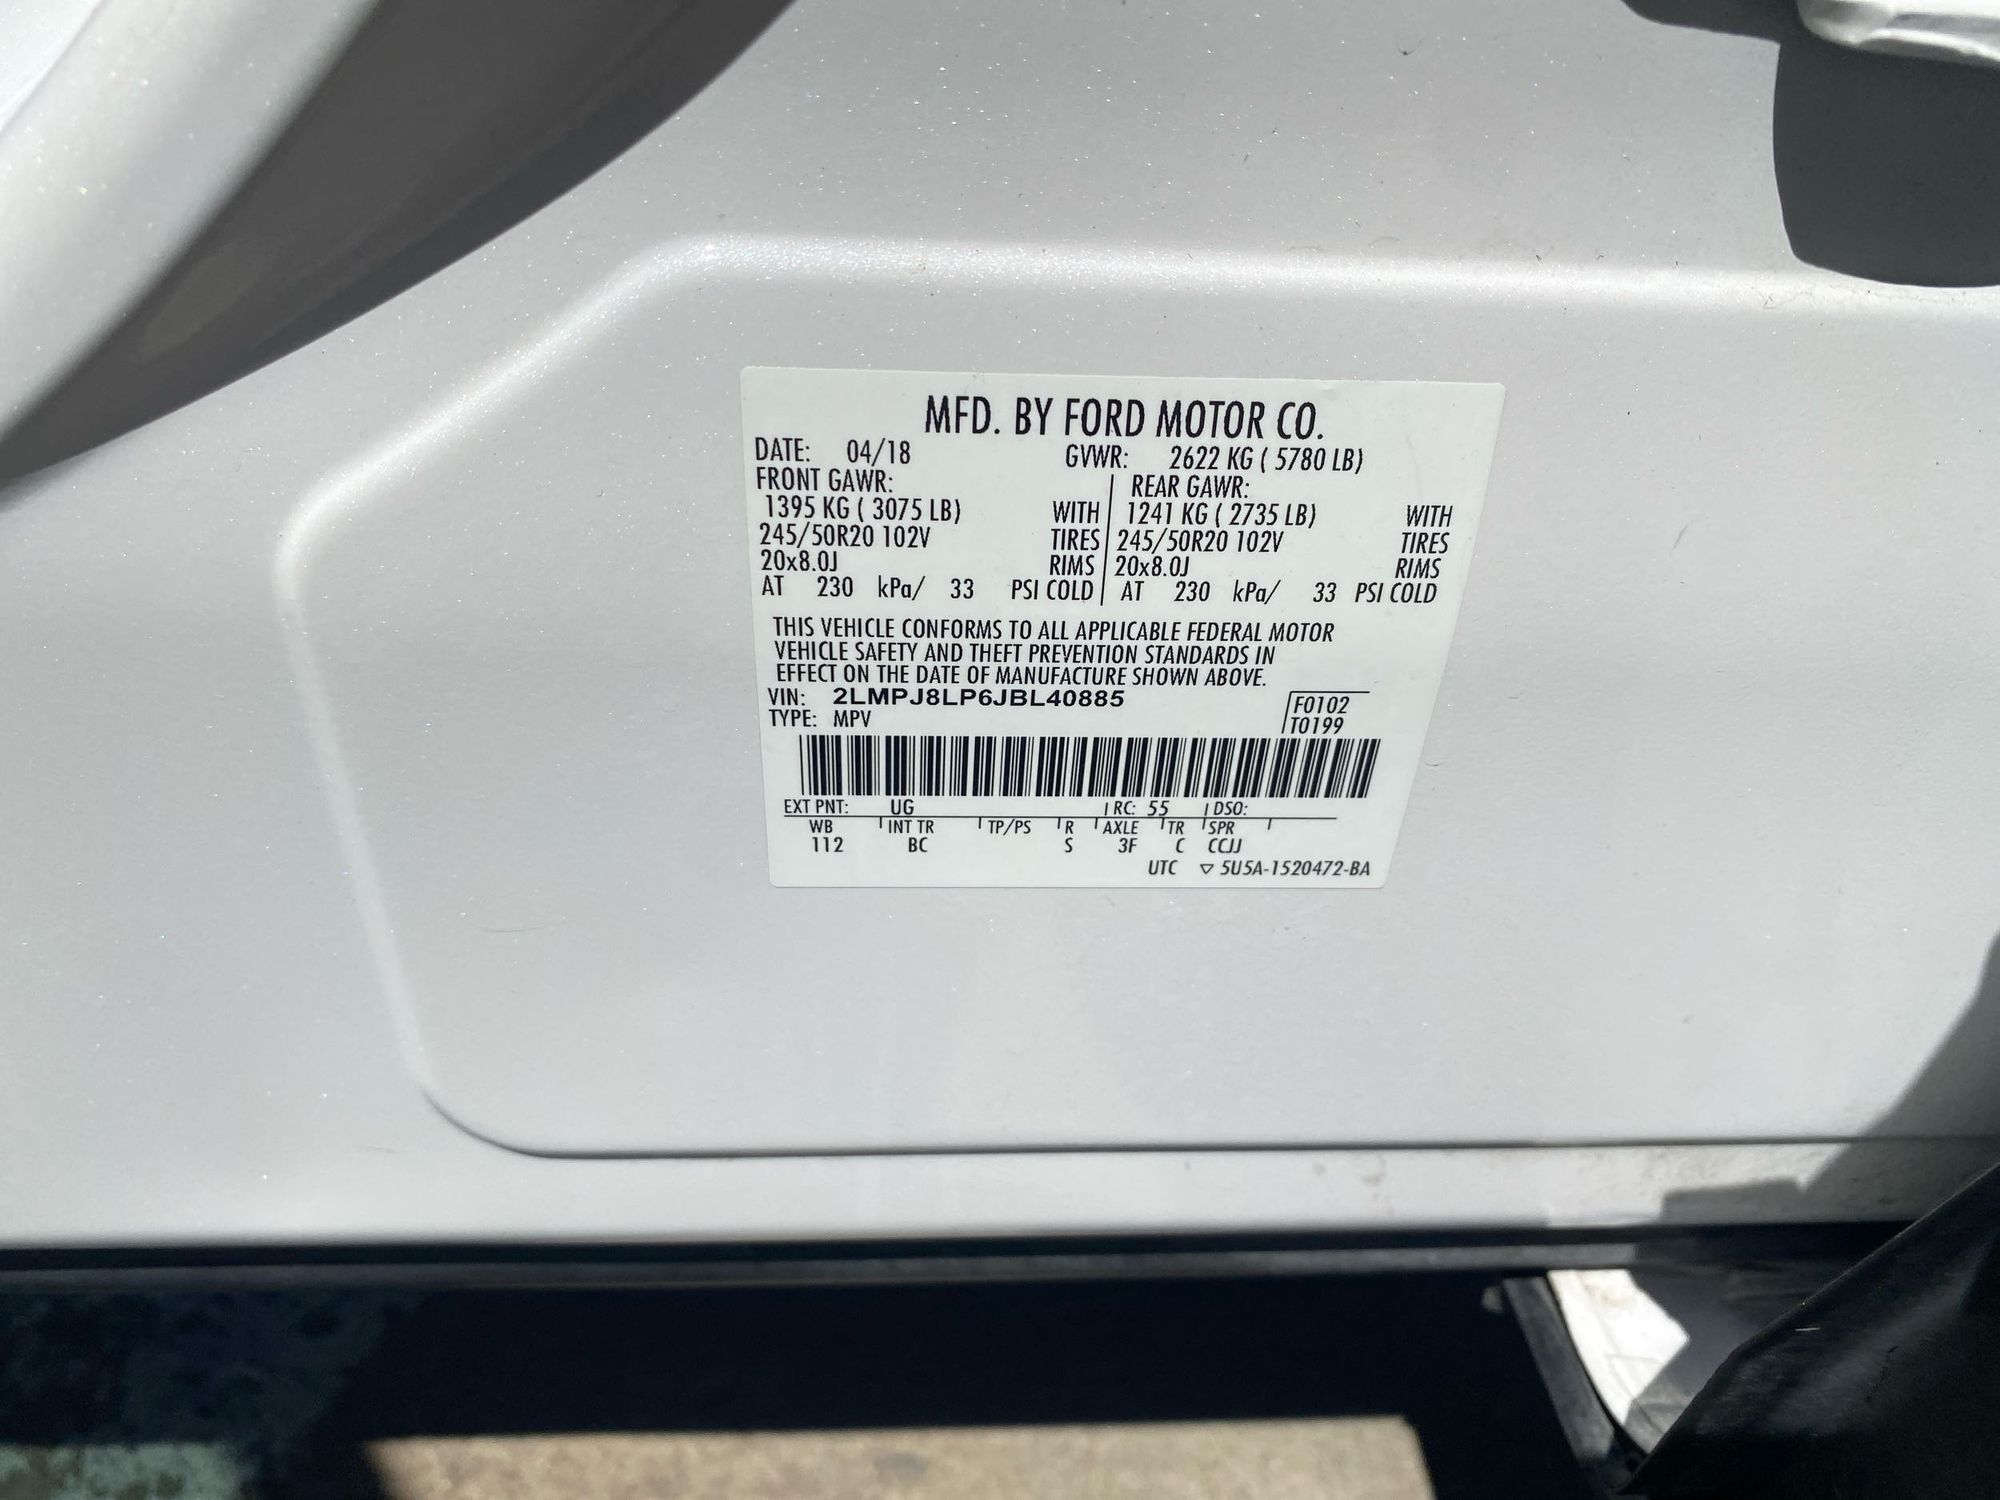 MFD. BY FORD MOTOR CO.
DATE: 04/18 GVWR: 2622 KG ( 5780 LB)
FRONT GAWR: REAR GAWR:
1395 KG ( 3075 LB) WITH 1241 KG ( 2735 LB) WITH
245/50R20 102V TIRES 245/50R20 102V TIRES
20x8.0J RIMS 20x8.0J RIMS
AT 230 kPa/ 33 PSI COLD AT 230 kPa/ 33 PSI COLD
THIS VEHICLE CONFORMS TO ALL APPLICABLE FEDERAL MOTOR
VEHICLE SAFETY AND THEFT PREVENTION STANDARDS IN
EFFECT ON THE DATE OF MANUFACTURE SHOWN ABOVE.
VIN: 2LMPJ8LP6JBL40885 F0102
TYPE: MPV T0199
EXT PNT: UG RC: 55 DSO:
WB INT TR TP/PS R AXLE TR SPR
112 BC S 3F C CCJJ
UTC ▽ 5U5A-1520472-BA